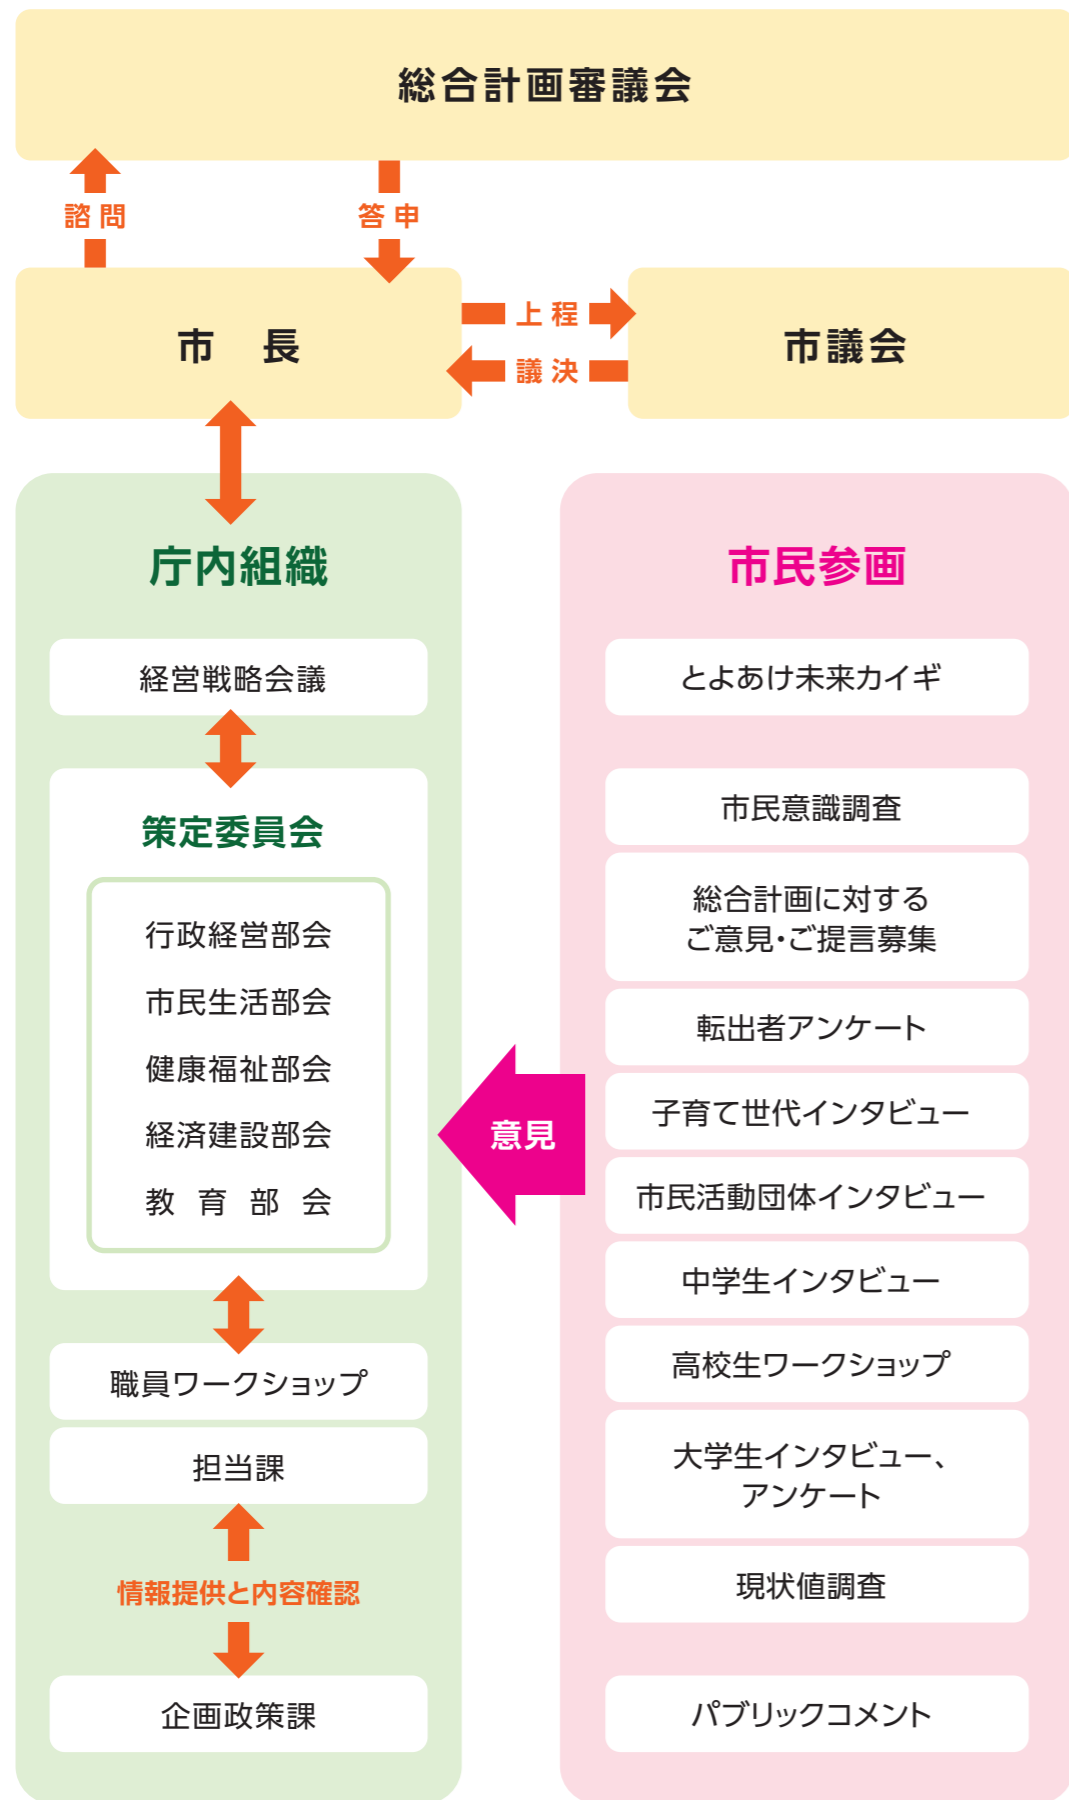 総合計画審議会
諮問
答申
市　長
上程
議決
市議会
庁内組織
経営戦略会議
策定委員会
行政経営部会
市民生活部会
健康福祉部会
経済建設部会
教育部会
職員ワークショップ
担当課
情報提供と内容確認
企画政策課
意見
市民参画
とよあけ未来カイギ
市民意識調査
総合計画に対する
ご意見・ご提言募集
転出者アンケート
子育て世代インタビュー
市民活動団体インタビュー
中学生インタビュー
高校生ワークショップ
大学生インタビュー、
アンケート
現状値調査
パブリックコメント